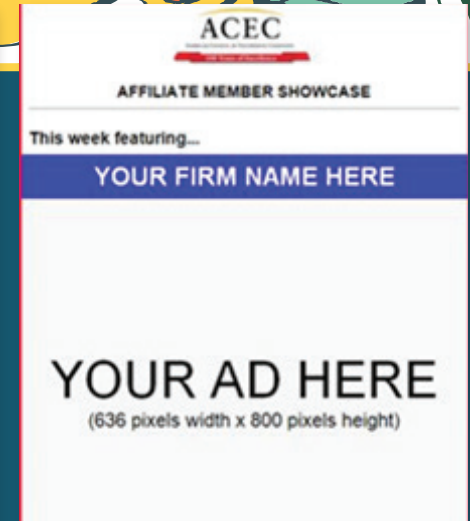 ACEC
AFFILIATE MEMBER SHOWCASE
This week featuring...
YOUR FIRM NAME HERE
YOUR AD HERE
(636 pixels width x 800 pixels height)